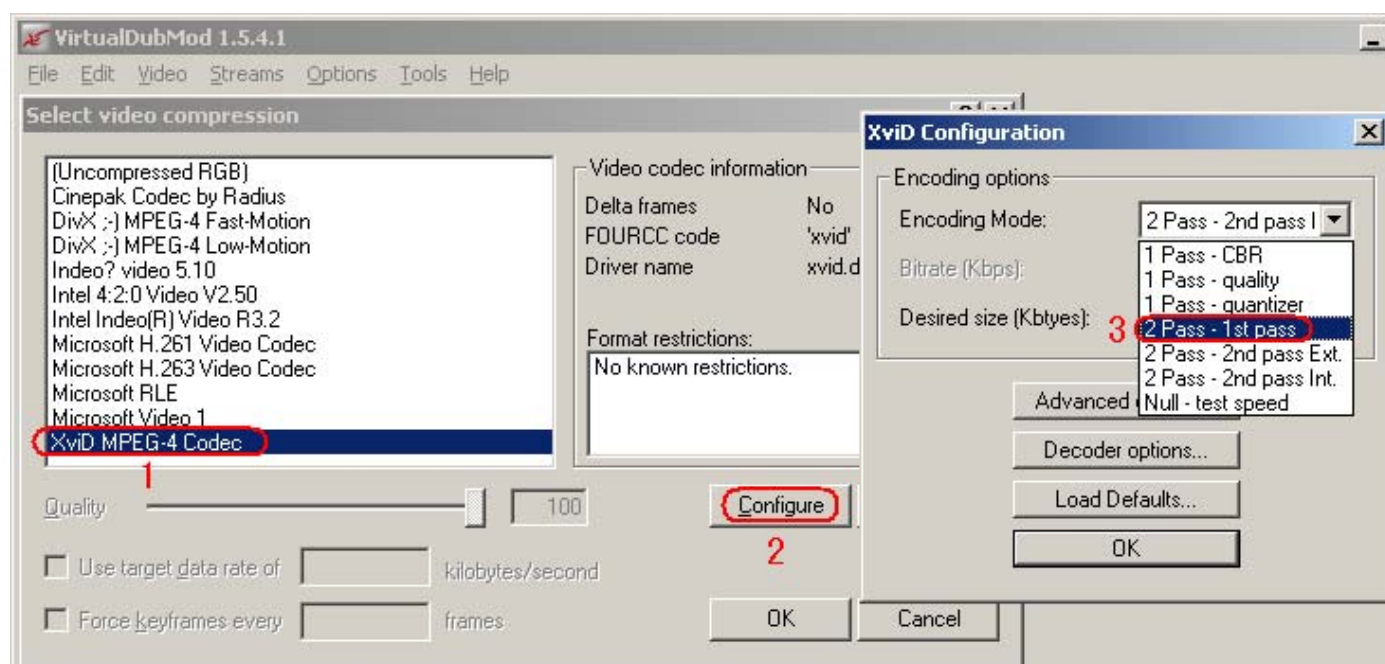 VirtualDubMod 1.5.4.1
File Edit Video Streams Options Tools Help
Select video compression
(Uncompressed RGB)
Cinepak Codec by Radius
DivX ;-) MPEG-4 Fast-Motion
DivX ;-) MPEG-4 Low-Motion
Indeo? video 5.10
Intel 4:2:0 Video V2.50
Intel Indeo(R) Video R3.2
Microsoft H.261 Video Codec
Microsoft H.263 Video Codec
Microsoft RLE
Microsoft Video 1
XviD MPEG-4 Codec
1
Video codec information
Delta frames No
FOURCC code 'xvid'
Driver name xvid.d
Format restrictions:
No known restrictions.
Quality 100
Configure
2
Use target data rate of kilobytes/second
Force keyframes every frames
OK Cancel
XviD Configuration
Encoding options
Encoding Mode: 2 Pass - 2nd pass I
Bitrate (Kbps):
Desired size (Kbtyes):
1 Pass - CBR
1 Pass - quality
1 Pass - quantizer
3 2 Pass - 1st pass
2 Pass - 2nd pass Ext.
2 Pass - 2nd pass Int.
Null - test speed
Advanced
Decoder options...
Load Defaults...
OK